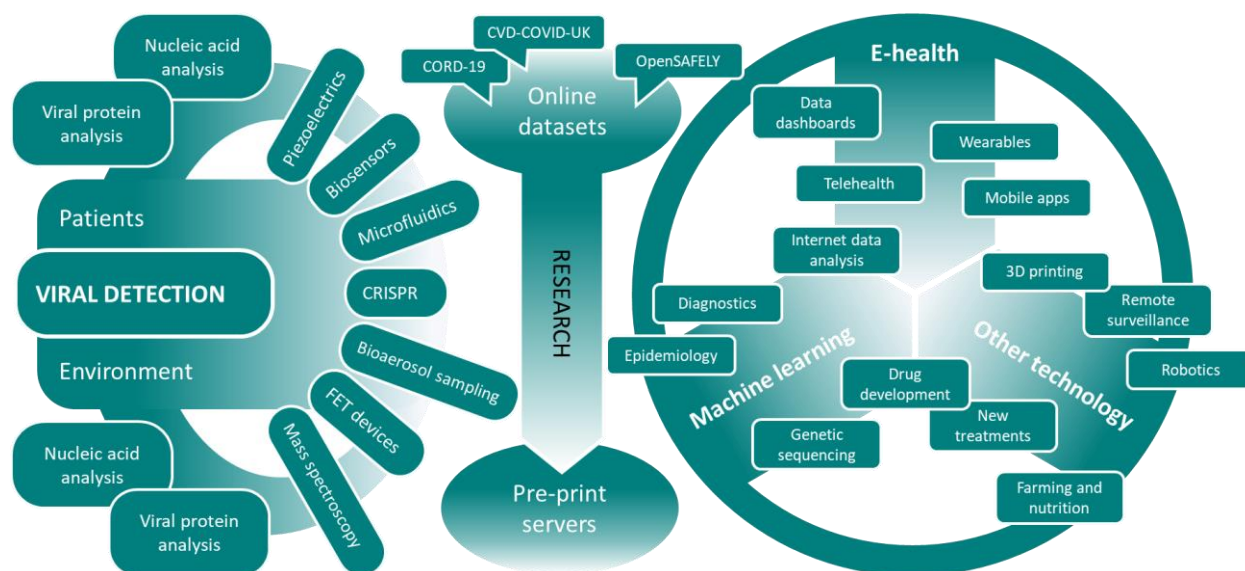 Nucleic acid
analysis
Viral protein
analysis
Patients
VIRAL DETECTION
Environment
Nucleic acid
analysis
Viral protein
analysis
Piezoelectrics
Biosensors
Microfluidics
CRISPR
Bioaerosol sampling
FET devices
Mass spectroscopy
CVD-COVID-UK
CORD-19
OpenSAFELY
Online
datasets
RESEARCH
Pre-print
servers
E-health
Data
dashboards
Wearables
Telehealth
Mobile apps
Internet data
analysis
Machine learning
Diagnostics
Epidemiology
Drug
development
Genetic
sequencing
Other technology
3D printing
Remote
surveillance
Robotics
New
treatments
Farming and
nutrition